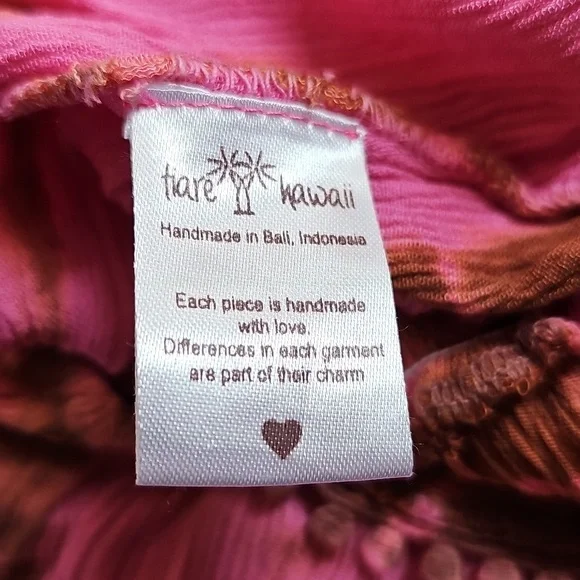 tiare hawaii
Handmade in Bali, Indonesia
Each piece is handmade
with love.
Differences in each garment
are part of their charm